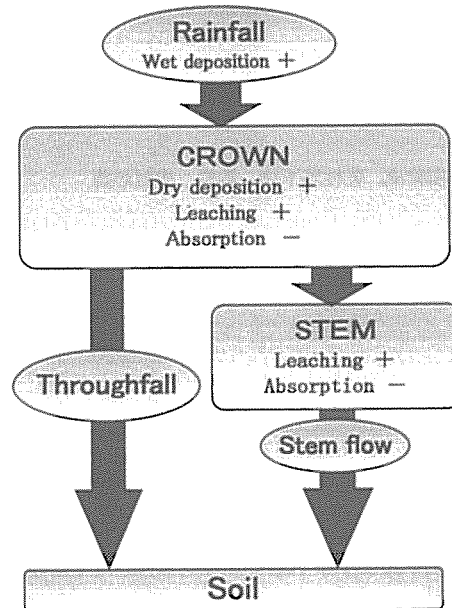 Rainfall
Wet deposition +
CROWN
Dry deposition +
Leaching +
Absorption −
STEM
Leaching +
Absorption −
Throughfall
Stem flow
Soil